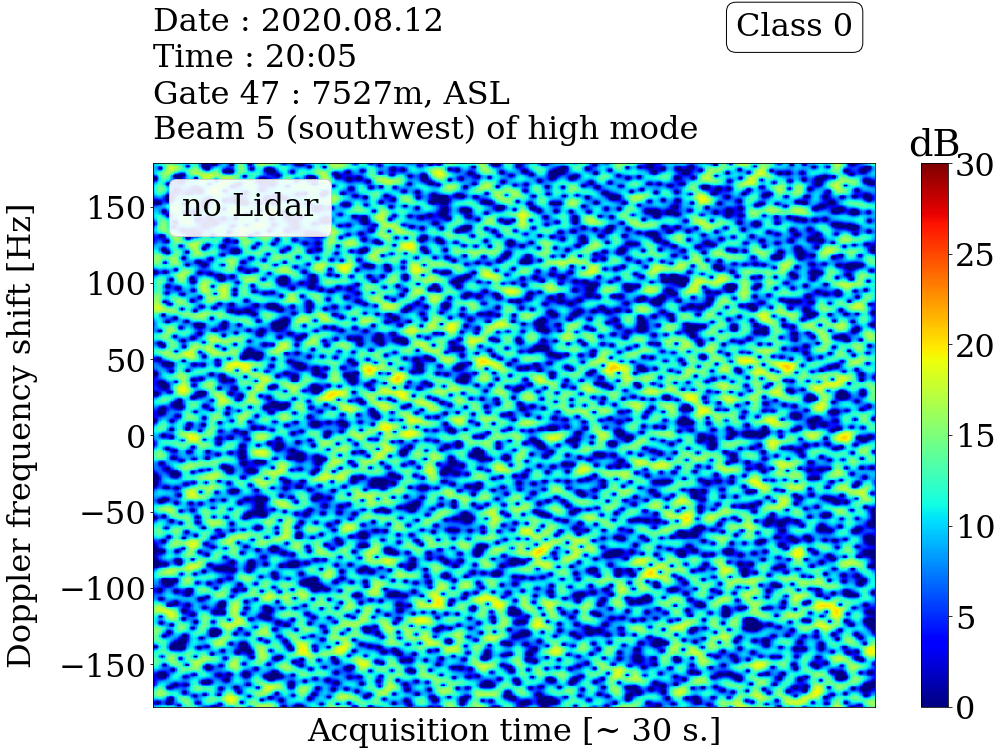 Date : 2020.08.12
Time : 20:05
Gate 47 : 7527m, ASL
Beam 5 (southwest) of high mode
Class 0
no Lidar
dB
30
25
20
15
10
5
0
Doppler frequency shift [Hz]
150
100
50
0
−50
−100
−150
Acquisition time [~ 30 s.]